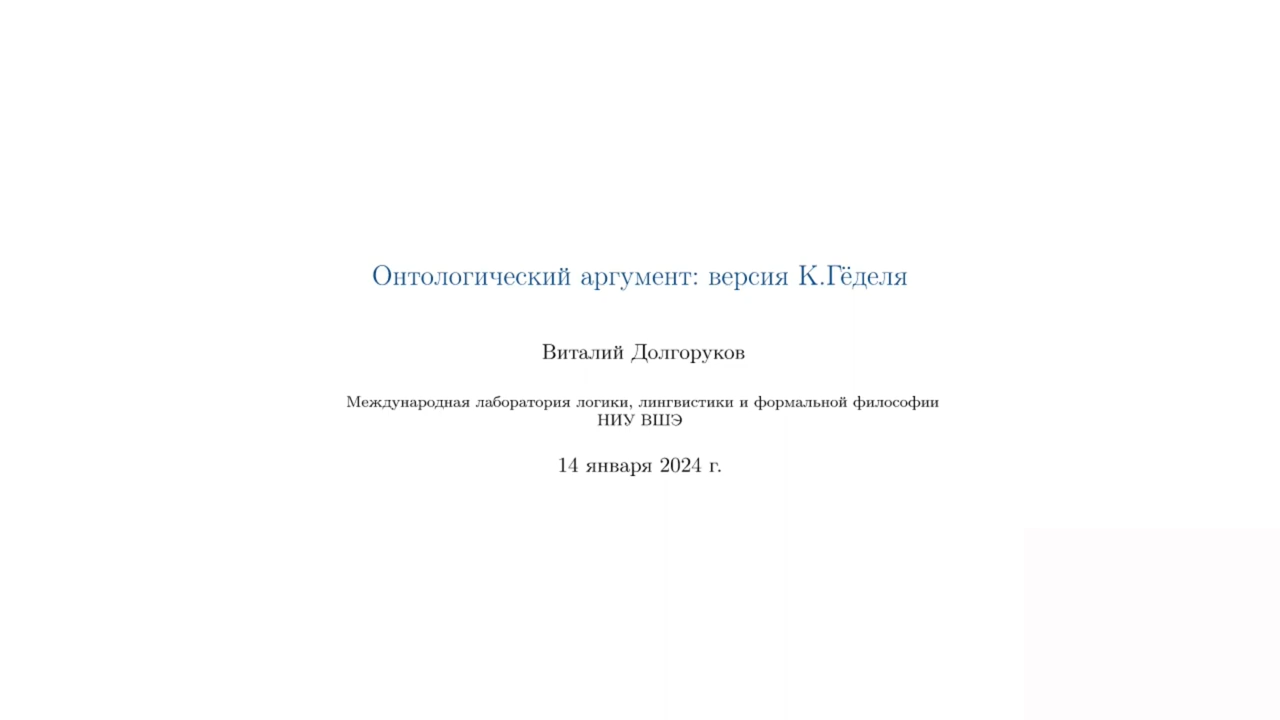 Онтологический аргумент: версия К.Гёделя
Виталий Долгоруков
Международная лаборатория логики, лингвистики и формальной философии
НИУ ВШЭ
14 января 2024 г.